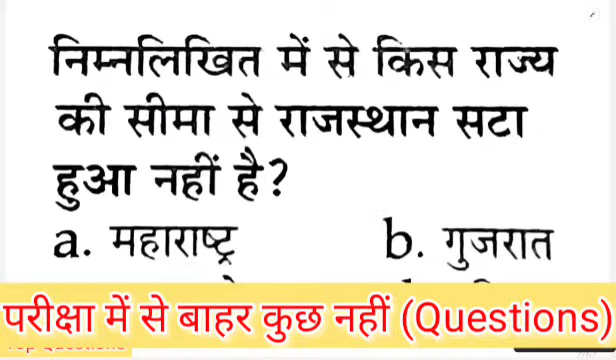 निम्नलिखित में से किस राज्य
की सीमा से राजस्थान सटा
हुआ नहीं है?
a. महाराष्ट्र b. गुजरात
परीक्षा में से बाहर कुछ नहीं (Questions)